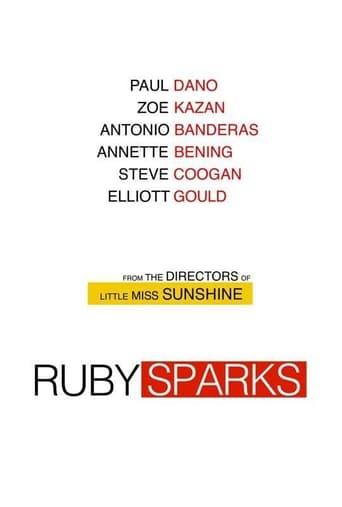 PAUL DANO
ZOE KAZAN
ANTONIO BANDERAS
ANNETTE BENING
STEVE COOGAN
ELLIOTT GOULD
FROM THE DIRECTORS OF
LITTLE MISS SUNSHINE
RUBY SPARKS